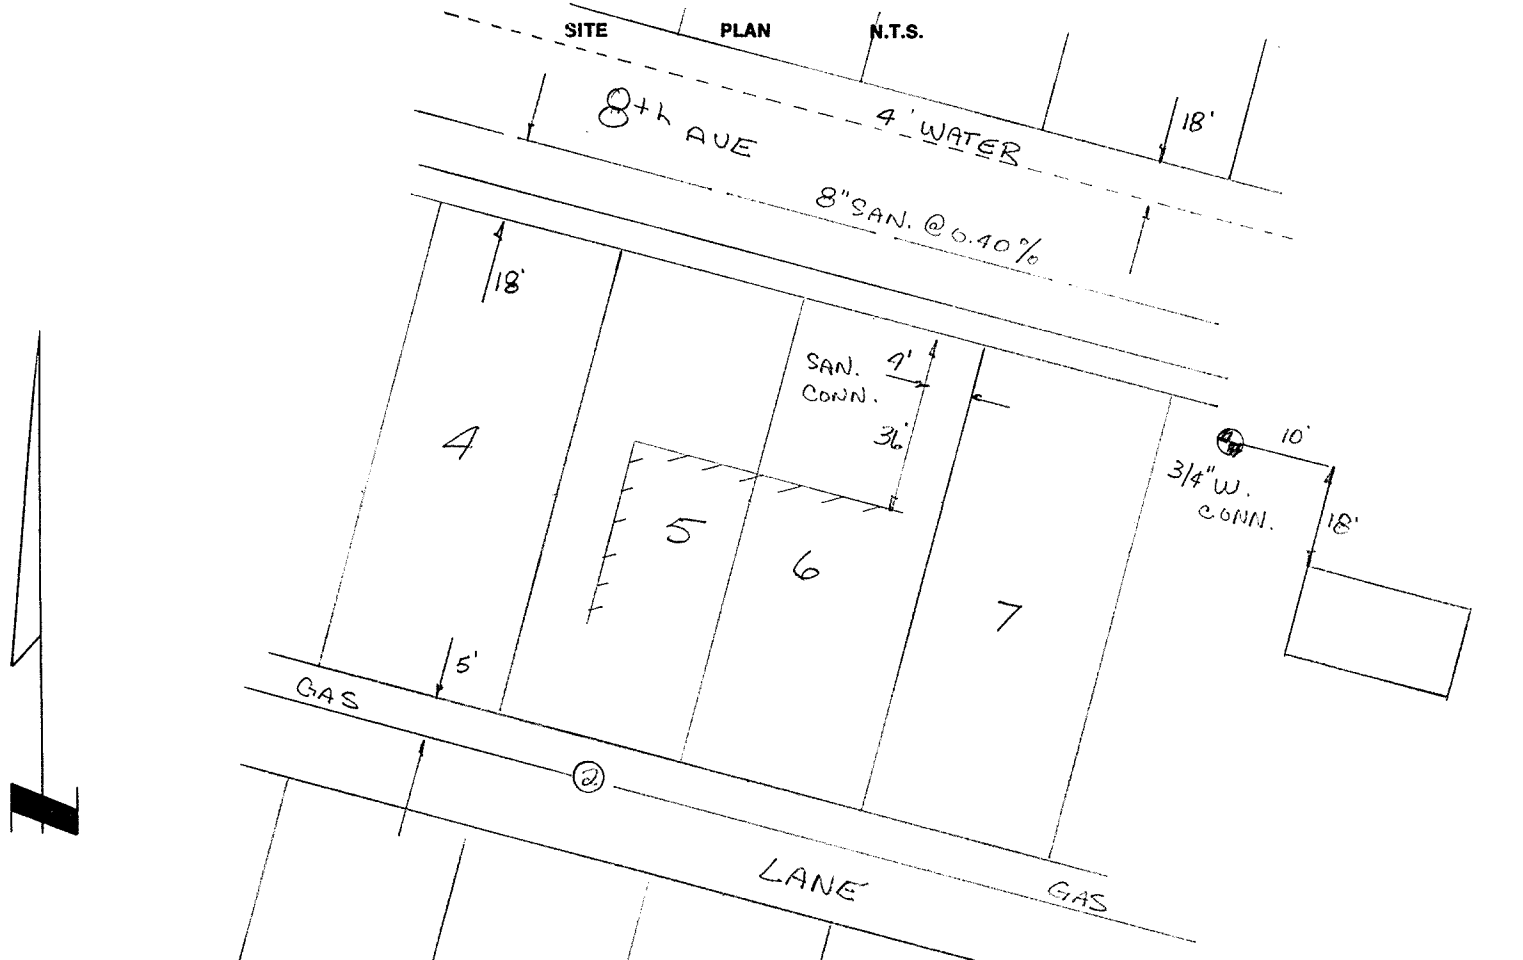 SITE PLAN N.T.S.
8th AVE
4' WATER
18'
8" SAN. @ 0.40%
18'
SAN. CONN.
7'
36'
10'
3/4" W. CONN.
18'
4
5
6
7
5'
GAS
2
LANE
GAS